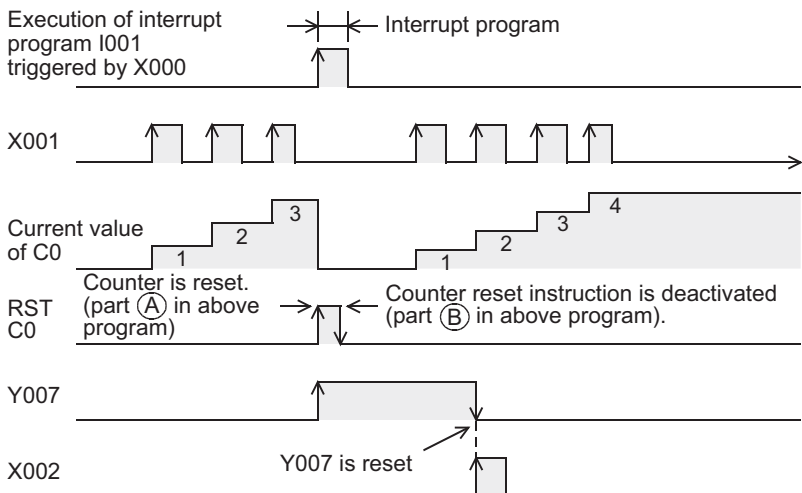 Execution of interrupt
program I001
triggered by X000
Interrupt program
X001
Current value
of C0
1
2
3
1
2
3
4
RST
C0
Counter is reset.
(part Ⓐ in above
program)
Counter reset instruction is deactivated
(part Ⓑ in above program).
Y007
Y007 is reset
X002